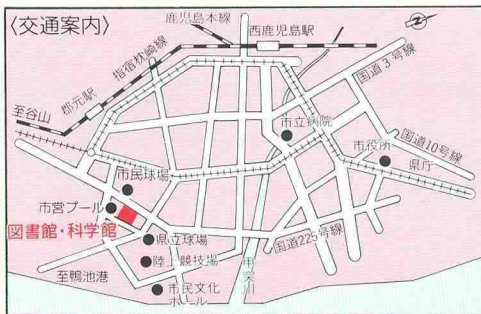 〈交通案内〉
鹿児島本線
西鹿児島駅
指宿枕崎線
郡元駅
至谷山
国道3号線
市立病院
国道10号線
市役所
県庁
市民球場
市営プール
図書館・科学館
県立球場
国道225号線
陸上競技場
甲突川
至鴨池港
市民文化
ホール